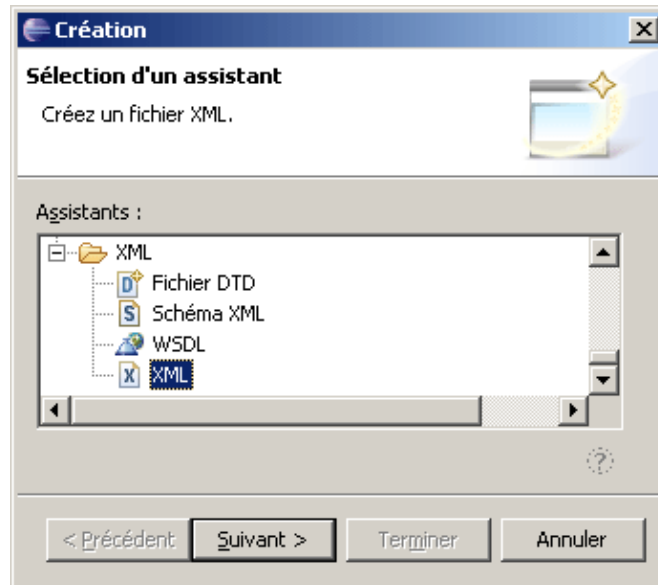 Création
Sélection d'un assistant
Créez un fichier XML.
Assistants :
XML
Fichier DTD
Schéma XML
WSDL
XML
< Précédent Suivant > Terminer Annuler